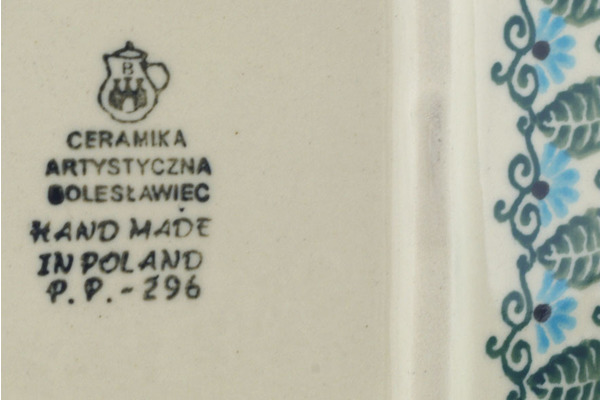 B
CERAMIKA
ARTYSTYCZNA
BOLESŁAWIEC
HAND MADE
IN POLAND
P.P.-296